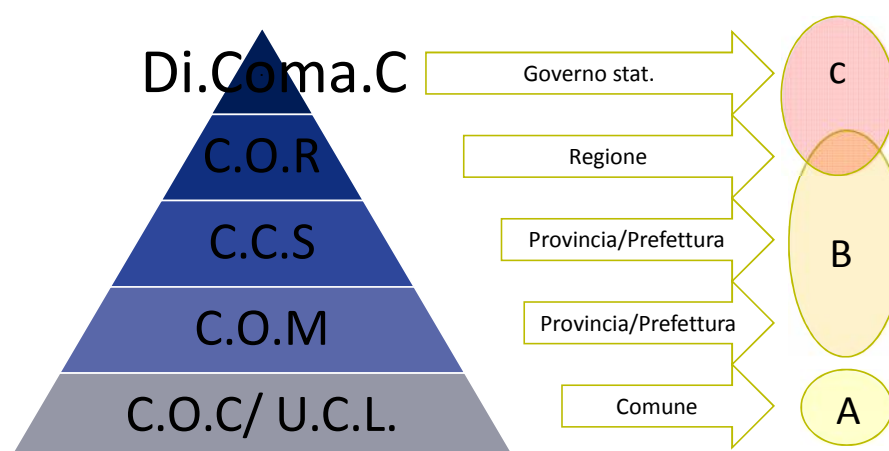 Di.Coma.C
Governo stat.
C
C.O.R
Regione
C.C.S
Provincia/Prefettura
B
C.O.M
Provincia/Prefettura
C.O.C/ U.C.L.
Comune
A